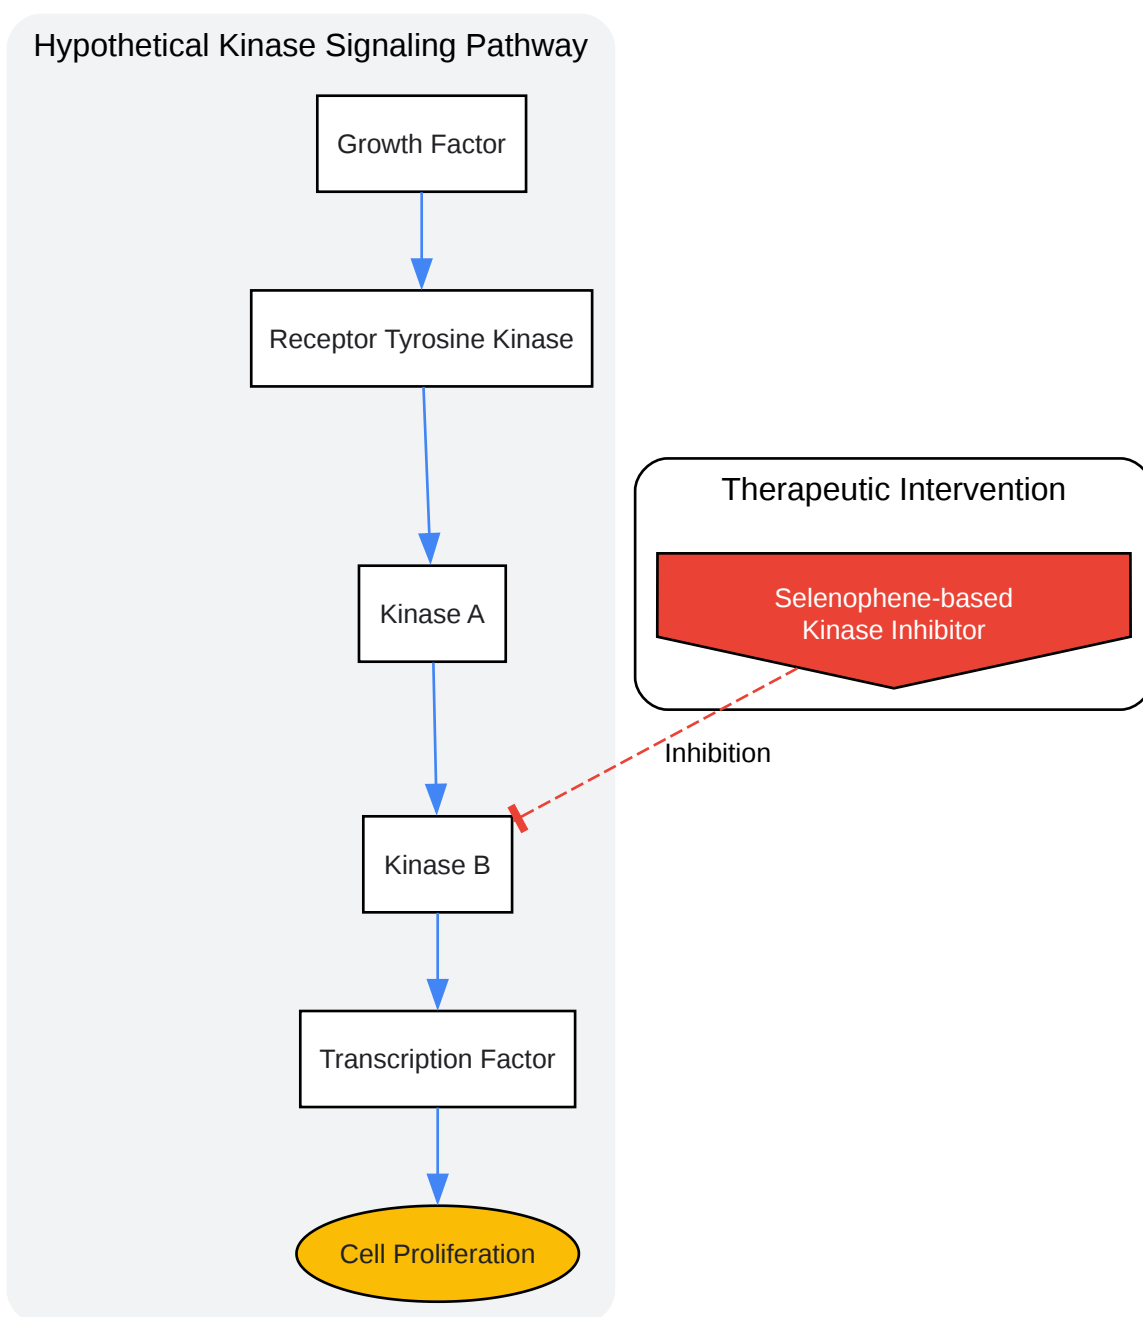 Hypothetical Kinase Signaling Pathway
Growth Factor
Receptor Tyrosine Kinase
Therapeutic Intervention
Selenophene-based
Kinase Inhibitor
Kinase A
Inhibition
Kinase B
Transcription Factor
Cell Proliferation